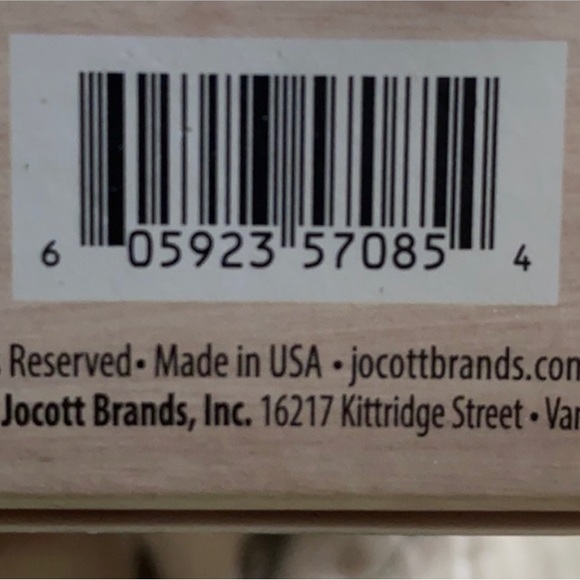 6 05923 57085 4
Reserved • Made in USA • jocottbrands.com
Jocott Brands, Inc. 16217 Kittridge Street •